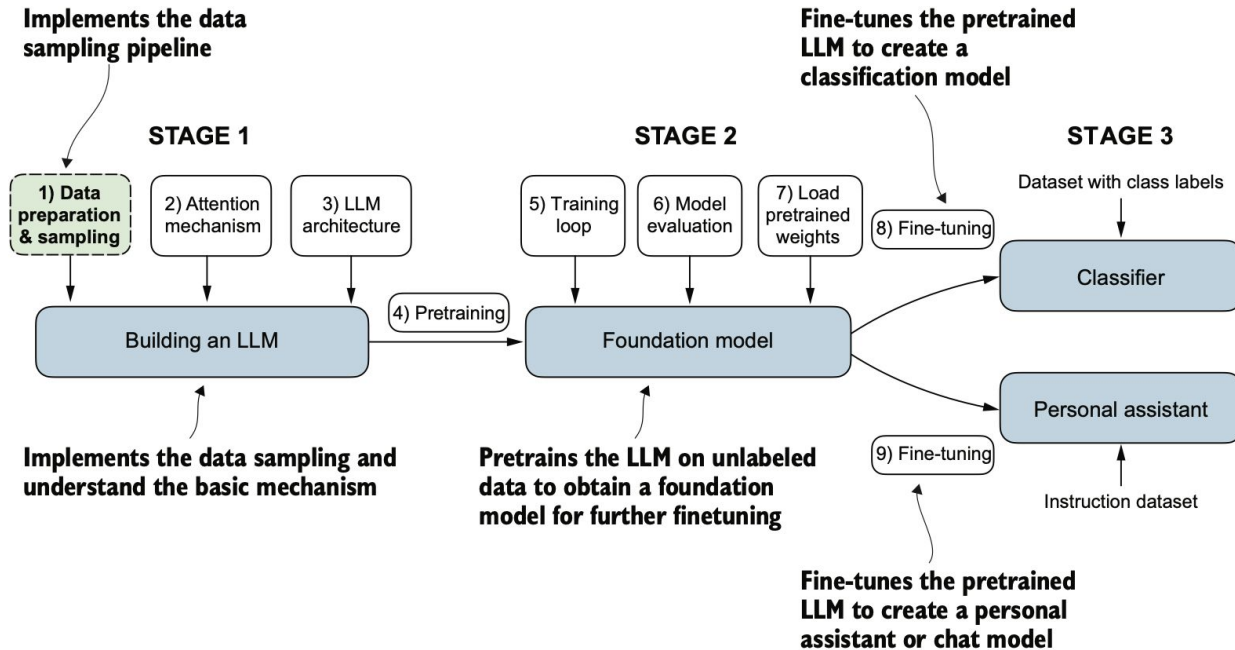 Implements the data
sampling pipeline
Fine-tunes the pretrained
LLM to create a
classification model
STAGE 1
STAGE 2
STAGE 3
1) Data
preparation
& sampling
2) Attention
mechanism
3) LLM
architecture
5) Training
loop
6) Model
evaluation
7) Load
pretrained
weights
8) Fine-tuning
Dataset with class labels
4) Pretraining
Building an LLM
Foundation model
Classifier
Personal assistant
9) Fine-tuning
Instruction dataset
Implements the data sampling and
understand the basic mechanism
Pretrains the LLM on unlabeled
data to obtain a foundation
model for further finetuning
Fine-tunes the pretrained
LLM to create a personal
assistant or chat model